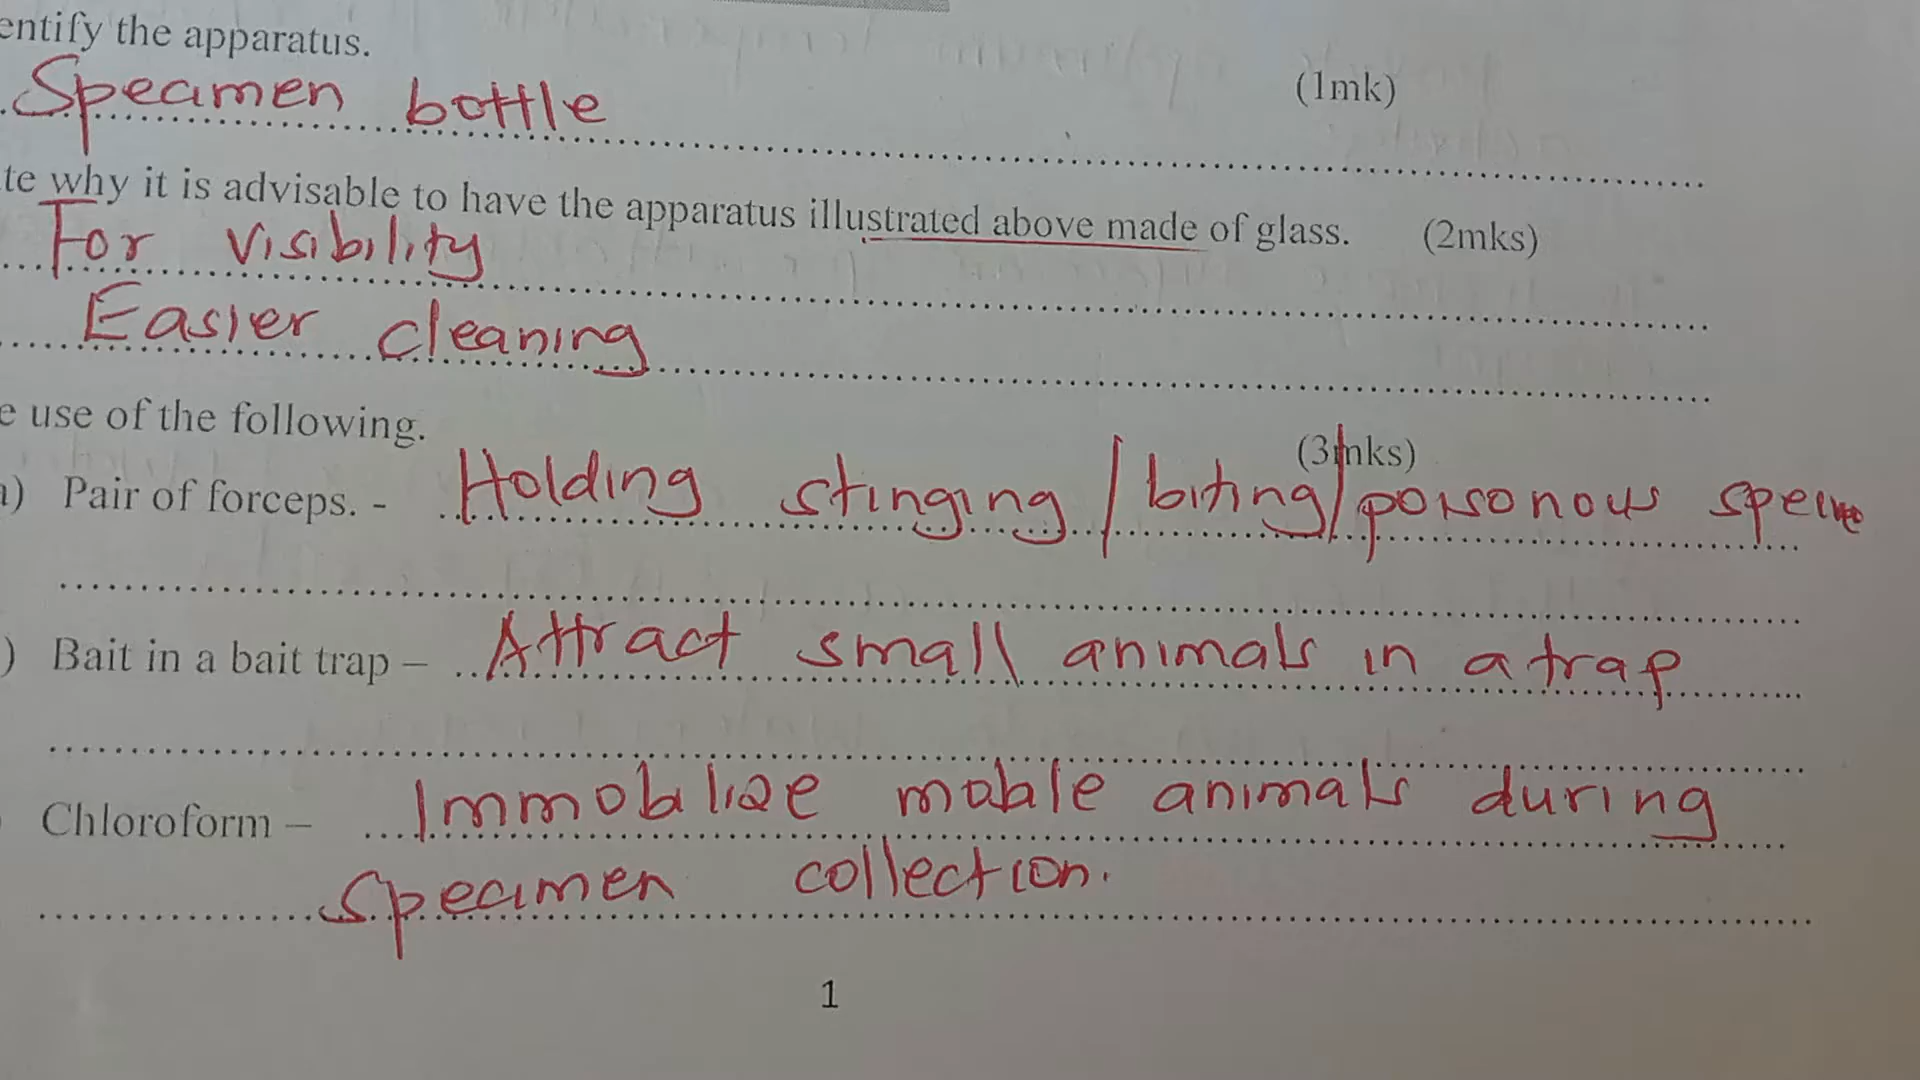 entify the apparatus.
(1mk)
Specimen bottle
te why it is advisable to have the apparatus illustrated above made of glass. (2mks)
For visibility
Easier cleaning
e use of the following.
(3mks)
) Pair of forceps. - Holding stinging / biting/poisonous
) Bait in a bait trap – Attract small animals in a trap
Chloroform – Immobilize mobile animals during
specimen collection.
1